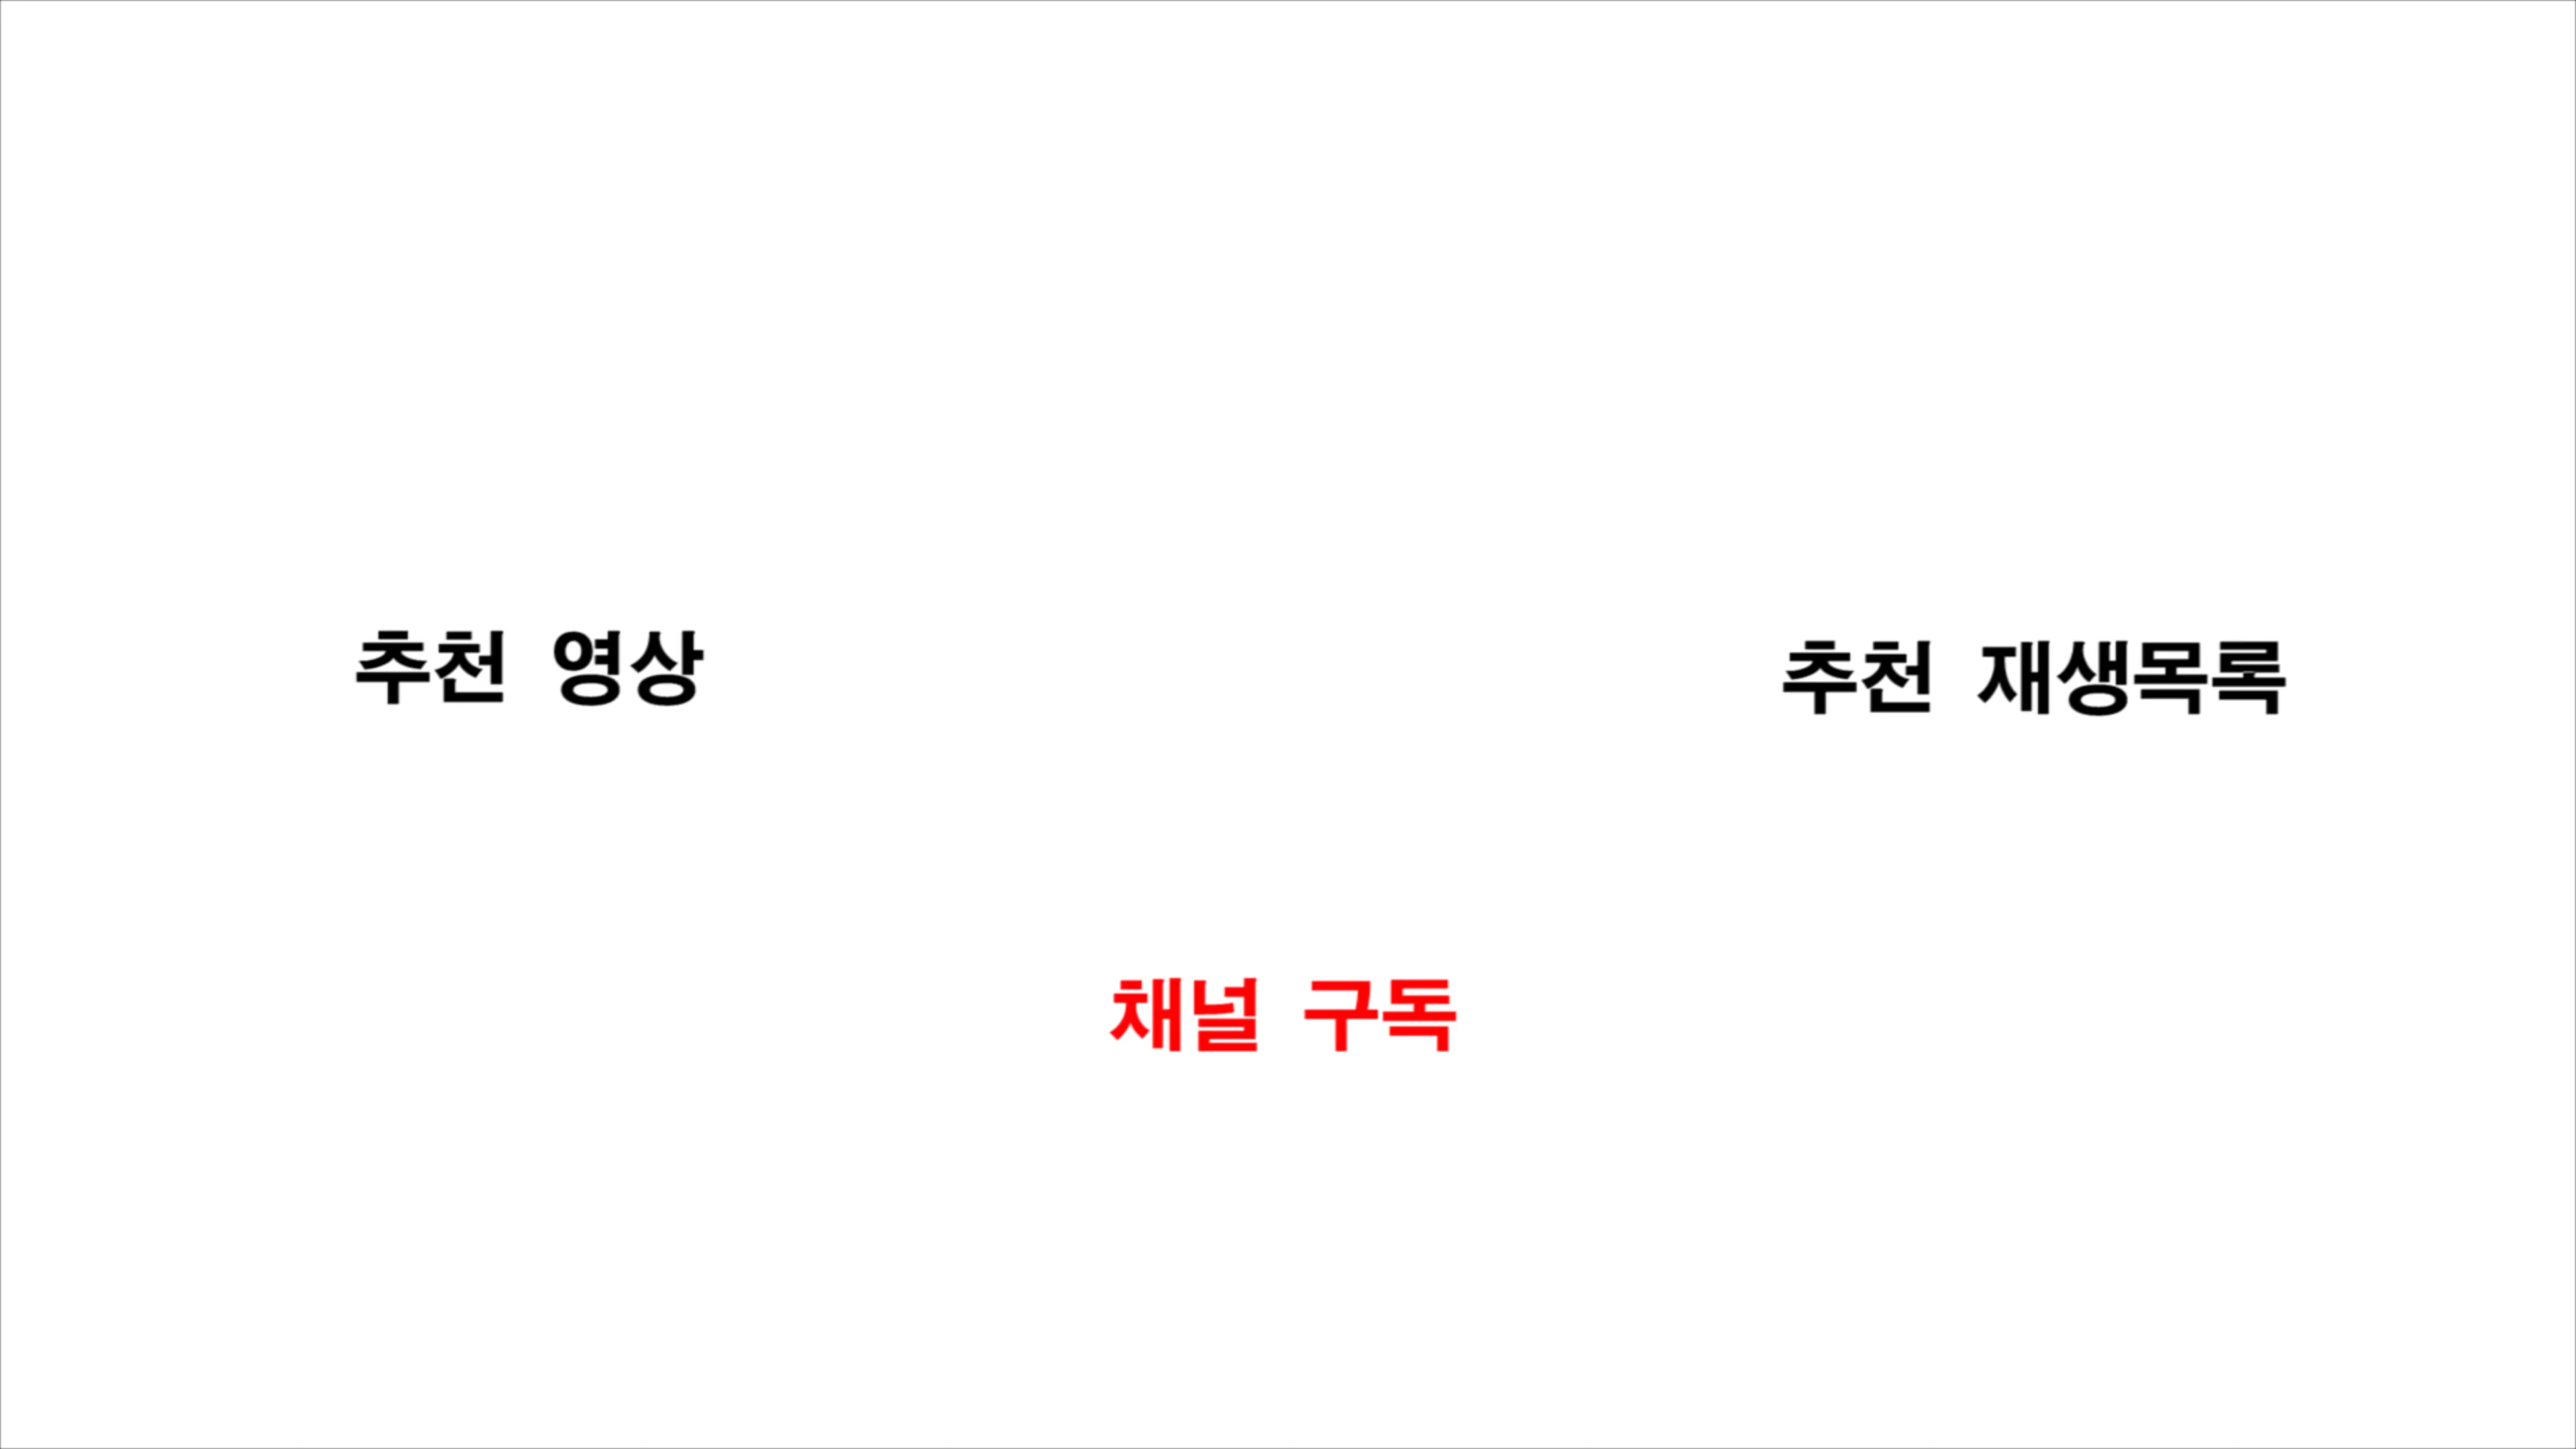 추천 영상
추천 재생목록
채널 구독